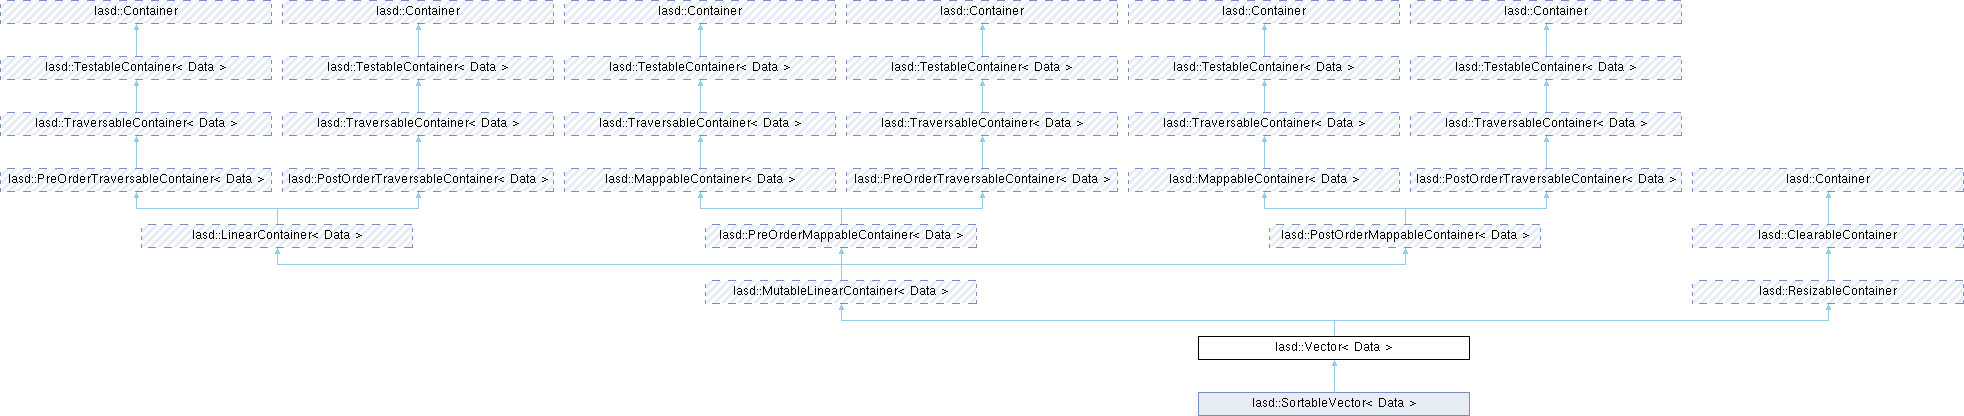 lasd::Container lasd::Container lasd::Container lasd::Container lasd::Container lasd::Container
lasd::TestableContainer< Data > lasd::TestableContainer< Data > lasd::TestableContainer< Data > lasd::TestableContainer< Data > lasd::TestableContainer< Data > lasd::TestableContainer< Data >
lasd::TraversableContainer< Data > lasd::TraversableContainer< Data > lasd::TraversableContainer< Data > lasd::TraversableContainer< Data > lasd::TraversableContainer< Data > lasd::TraversableContainer< Data >
lasd::PreOrderTraversableContainer< Data > lasd::PostOrderTraversableContainer< Data > lasd::MappableContainer< Data > lasd::PreOrderTraversableContainer< Data > lasd::MappableContainer< Data > lasd::PostOrderTraversableContainer< Data > lasd::Container
lasd::LinearContainer< Data > lasd::PreOrderMappableContainer< Data > lasd::PostOrderMappableContainer< Data > lasd::ClearableContainer
lasd::MutableLinearContainer< Data > lasd::ResizableContainer
lasd::Vector< Data >
lasd::SortableVector< Data >